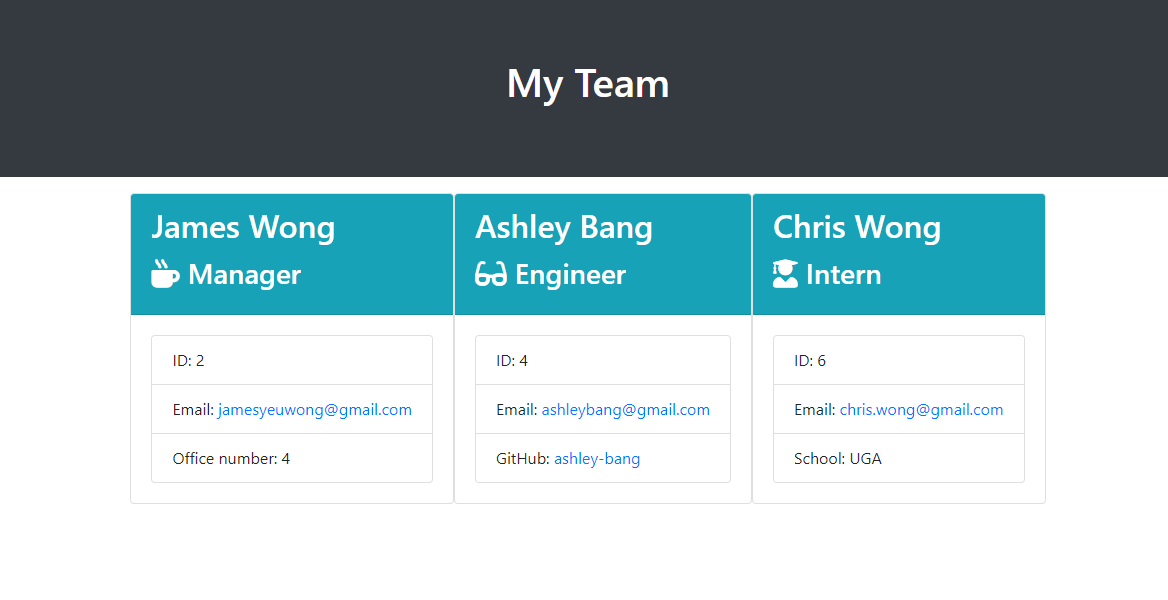 My Team
James Wong
Manager
ID: 2
Email: jamesyeuwong@gmail.com
Office number: 4
Ashley Bang
Engineer
ID: 4
Email: ashleybang@gmail.com
GitHub: ashley-bang
Chris Wong
Intern
ID: 6
Email: chris.wong@gmail.com
School: UGA